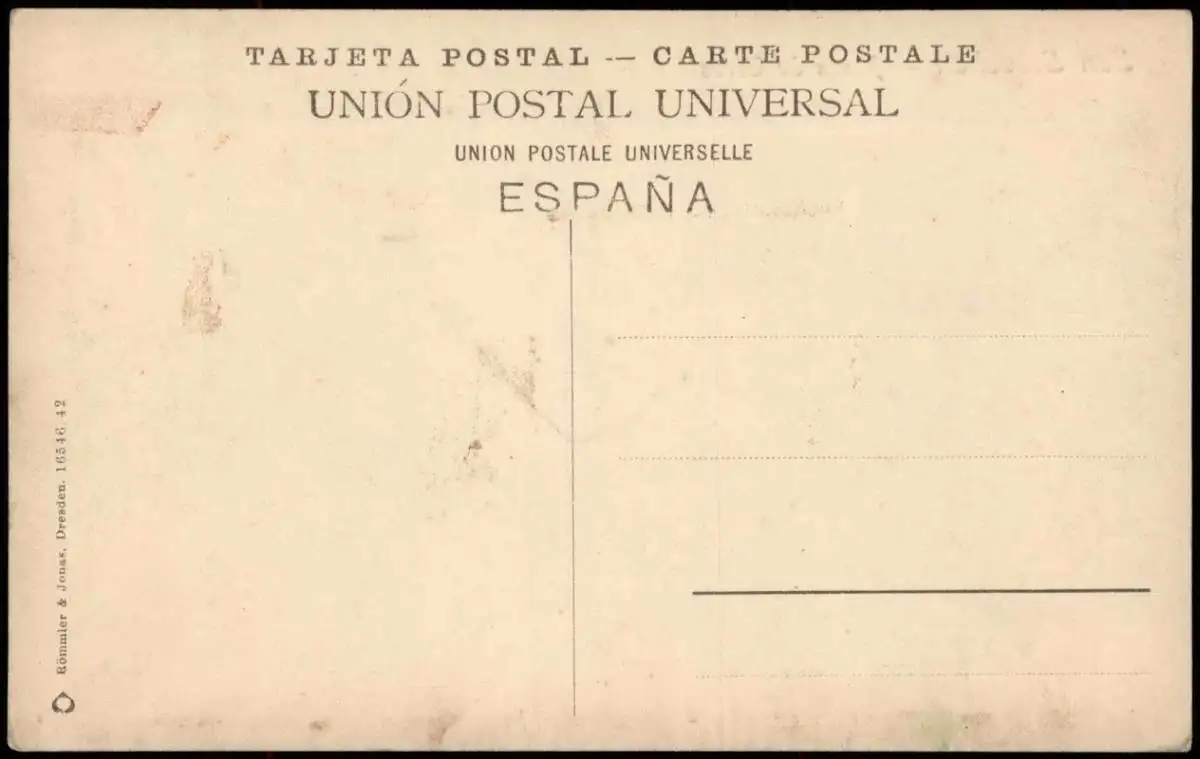 TARJETA POSTAL -- CARTE POSTALE
UNIÓN POSTAL UNIVERSAL
UNION POSTALE UNIVERSELLE
ESPAÑA
Römmler & Jonas, Dresden. 16546 42